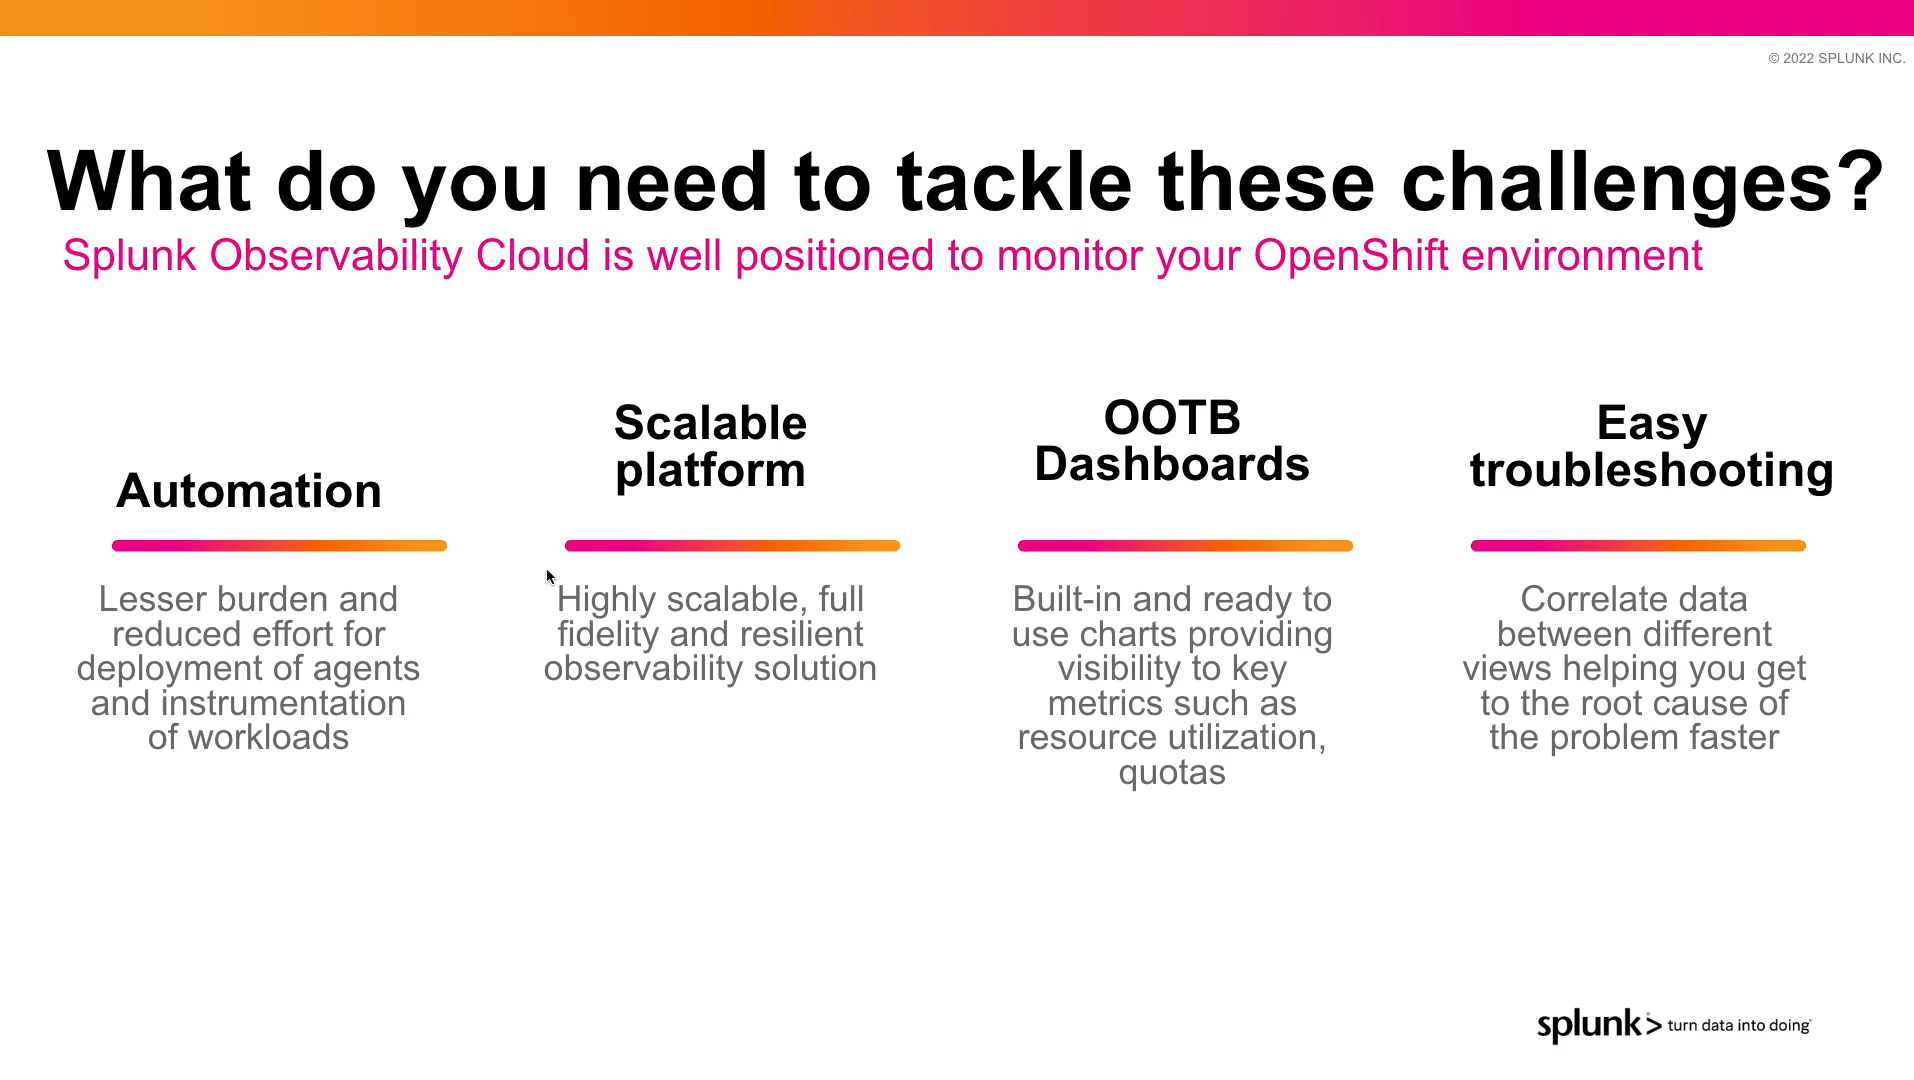 © 2022 SPLUNK INC.
What do you need to tackle these challenges?
Splunk Observability Cloud is well positioned to monitor your OpenShift environment
Automation
Lesser burden and
reduced effort for
deployment of agents
and instrumentation
of workloads
Scalable
platform
Highly scalable, full
fidelity and resilient
observability solution
OOTB
Dashboards
Built-in and ready to
use charts providing
visibility to key
metrics such as
resource utilization,
quotas
Easy
troubleshooting
Correlate data
between different
views helping you get
to the root cause of
the problem faster
splunk> turn data into doing